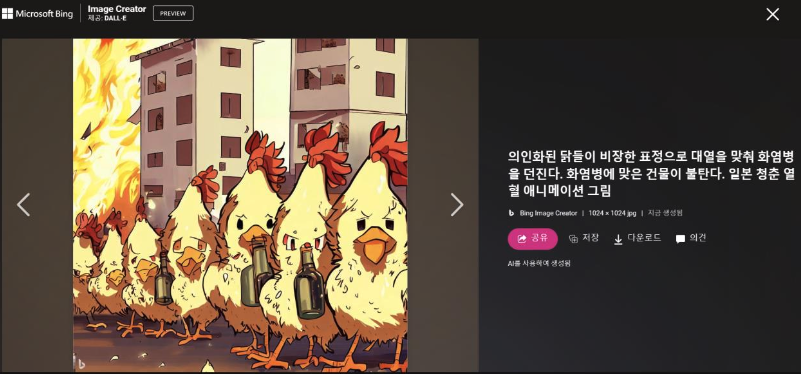 Microsoft Bing
Image Creator
제공: DALL·E
PREVIEW
의인화된 닭들이 비장한 표정으로 대열을 맞춰 화염병
을 던진다. 화염병에 맞은 건물이 불탄다. 일본 청춘 열
혈 애니메이션 그림
b Bing Image Creator | 1024 × 1024 jpg | 지금 생성됨
공유 저장 다운로드 의견
AI를 사용하여 생성됨